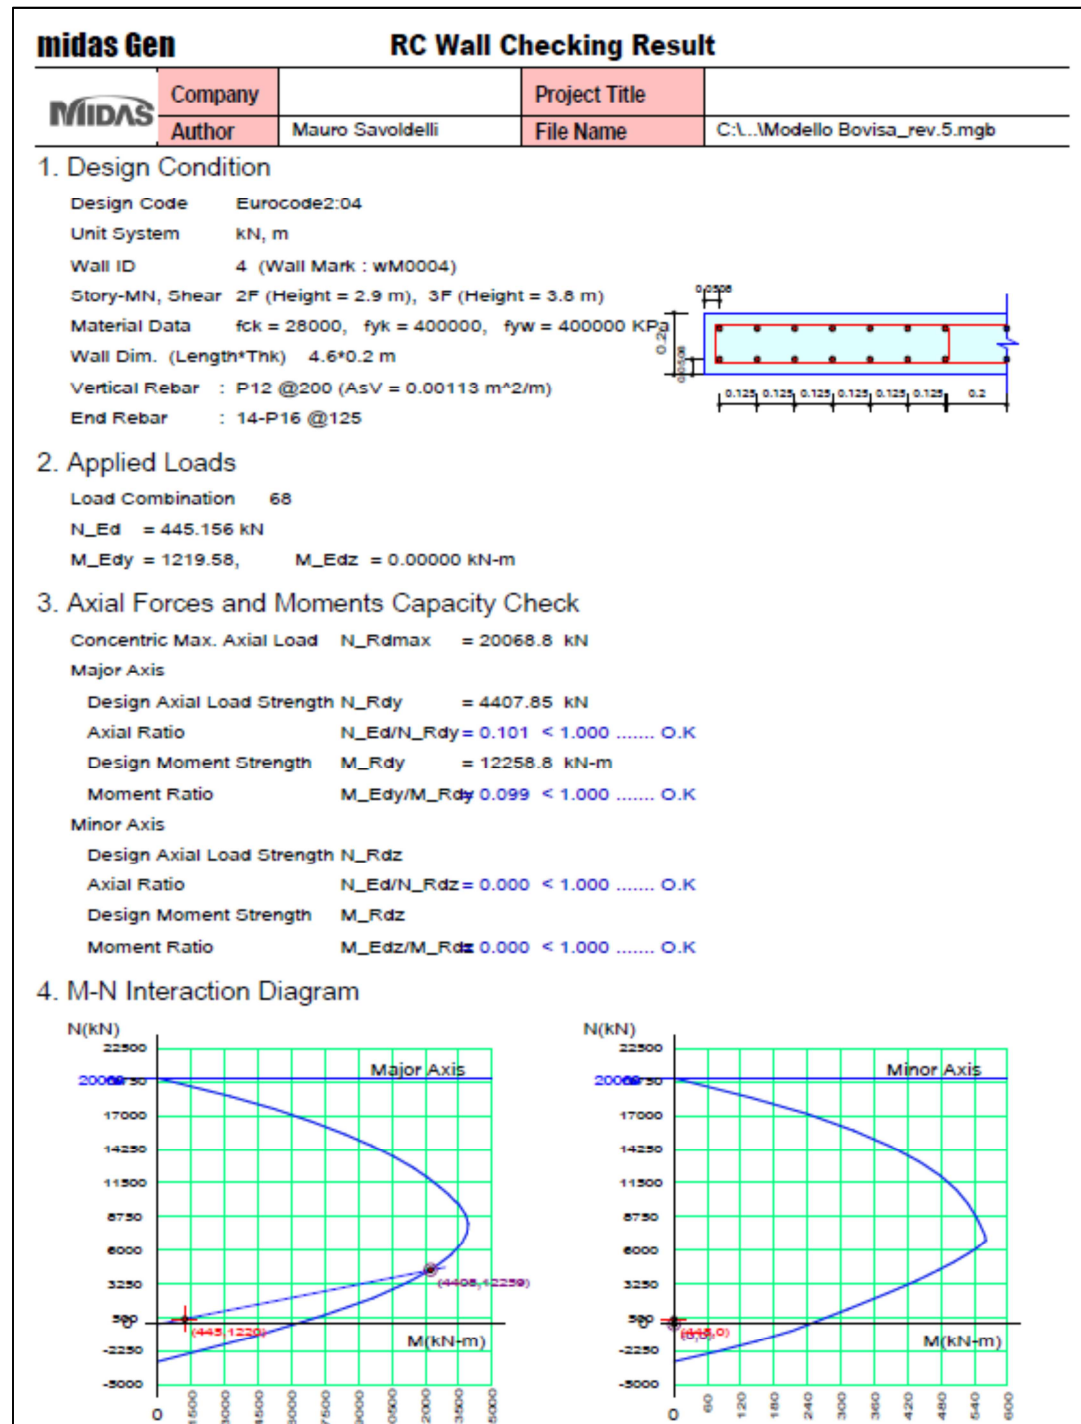 midas Gen RC Wall Checking Result
MIDAS Company Project Title
Author Mauro Savoldelli File Name C:\...\Modello Bovisa_rev.5.mgb
1. Design Condition
Design Code Eurocode2:04
Unit System kN, m
Wall ID 4 (Wall Mark : wM0004)
Story-MN, Shear 2F (Height = 2.9 m), 3F (Height = 3.8 m)
Material Data fck = 28000, fyk = 400000, fyw = 400000 KPa
Wall Dim. (Length*Thk) 4.6*0.2 m
Vertical Rebar : P12 @200 (AsV = 0.00113 m^2/m)
End Rebar : 14-P16 @125
0.0508
0.2
0.0508
0.125 0.125 0.125 0.125 0.125 0.125 0.2
2. Applied Loads
Load Combination 68
N_Ed = 445.156 kN
M_Edy = 1219.58, M_Edz = 0.00000 kN-m
3. Axial Forces and Moments Capacity Check
Concentric Max. Axial Load N_Rdmax = 20068.8 kN
Major Axis
Design Axial Load Strength N_Rdy = 4407.85 kN
Axial Ratio N_Ed/N_Rdy = 0.101 < 1.000 ....... O.K
Design Moment Strength M_Rdy = 12258.8 kN-m
Moment Ratio M_Edy/M_Rdy = 0.099 < 1.000 ....... O.K
Minor Axis
Design Axial Load Strength N_Rdz
Axial Ratio N_Ed/N_Rdz = 0.000 < 1.000 ....... O.K
Design Moment Strength M_Rdz
Moment Ratio M_Edz/M_Rdz = 0.000 < 1.000 ....... O.K
4. M-N Interaction Diagram
N(kN)
22500
20069
17000
14250
11500
8750
6000
3250
500
0
-2250
-5000
Major Axis
(4408,12259)
(445,1220)
M(kN-m)
0
N(kN)
22500
17000
14250
11500
8750
6000
3250
500
-2250
-5000
Minor Axis
M(kN-m)
0 60 120 180 240 300 360 420 480 540 600